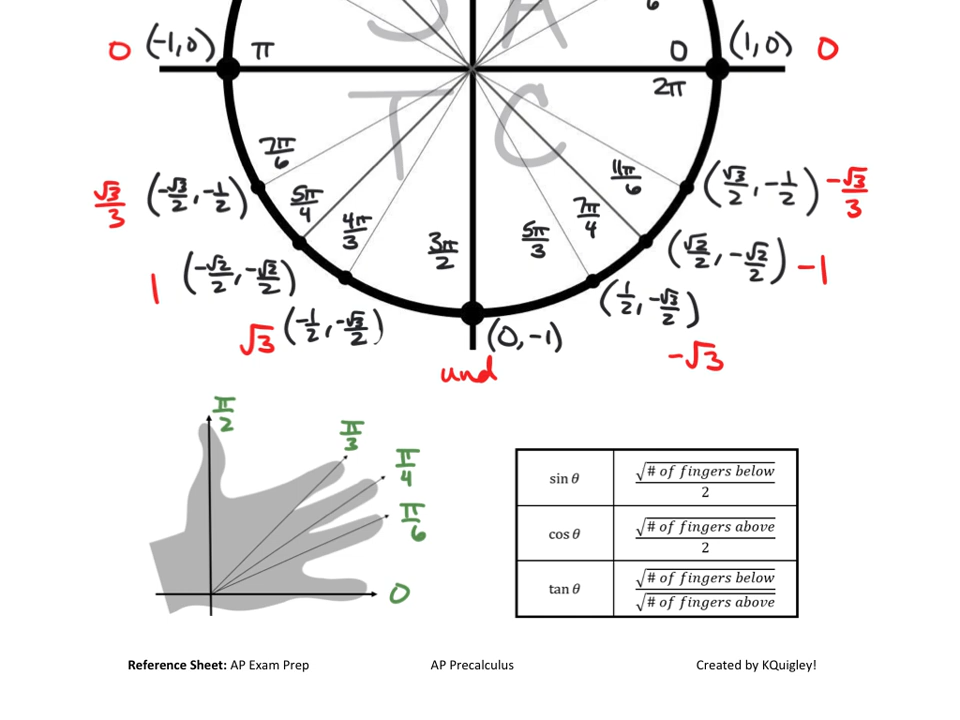 S A
6
0 (-1,0) π 0 (1,0) 0
2π
T C
7π/6 11π/6
√3/3 (-√3/2, -1/2) 5π/4 7π/4 (√3/2, -1/2) -√3/3
4π/3 3π/2 5π/3
1 (-√2/2, -√2/2) (√2/2, -√2/2) -1
√3 (-1/2, -√3/2) (0,-1) (1/2, -√3/2)
-√3
und
π/2
π/3
π/4
π/6
0
sin θ √# of fingers below / 2
cos θ √# of fingers above / 2
tan θ √# of fingers below / √# of fingers above
Reference Sheet: AP Exam Prep AP Precalculus Created by KQuigley!